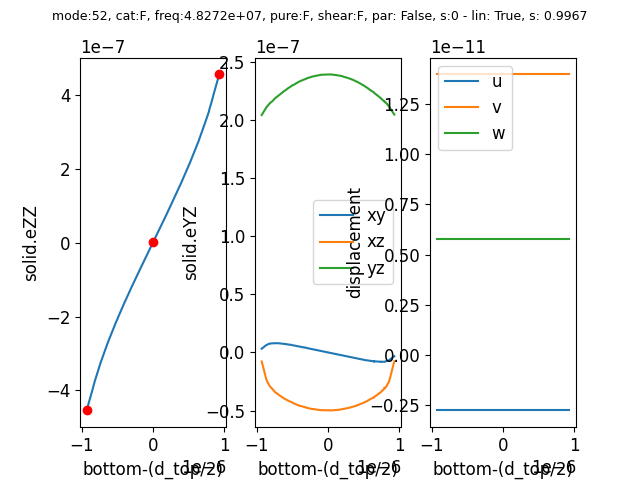 mode:52, cat:F, freq:4.8272e+07, pure:F, shear:F, par: False, s:0 - lin: True, s: 0.9967
1e−7
1e−7
1e−11
solid.eZZ
4
2
0
−2
−4
−1
0
1
1e−6
bottom-(d_top/2)
solid.eYZ
2.5
2.0
1.5
1.0
0.5
0.0
−0.5
xy
xz
yz
−1
0
1
1e−6
bottom-(d_top/2)
displacement
1.25
1.00
0.75
0.50
0.25
0.00
−0.25
u
v
w
−1
0
1
1e−6
bottom-(d_top/2)